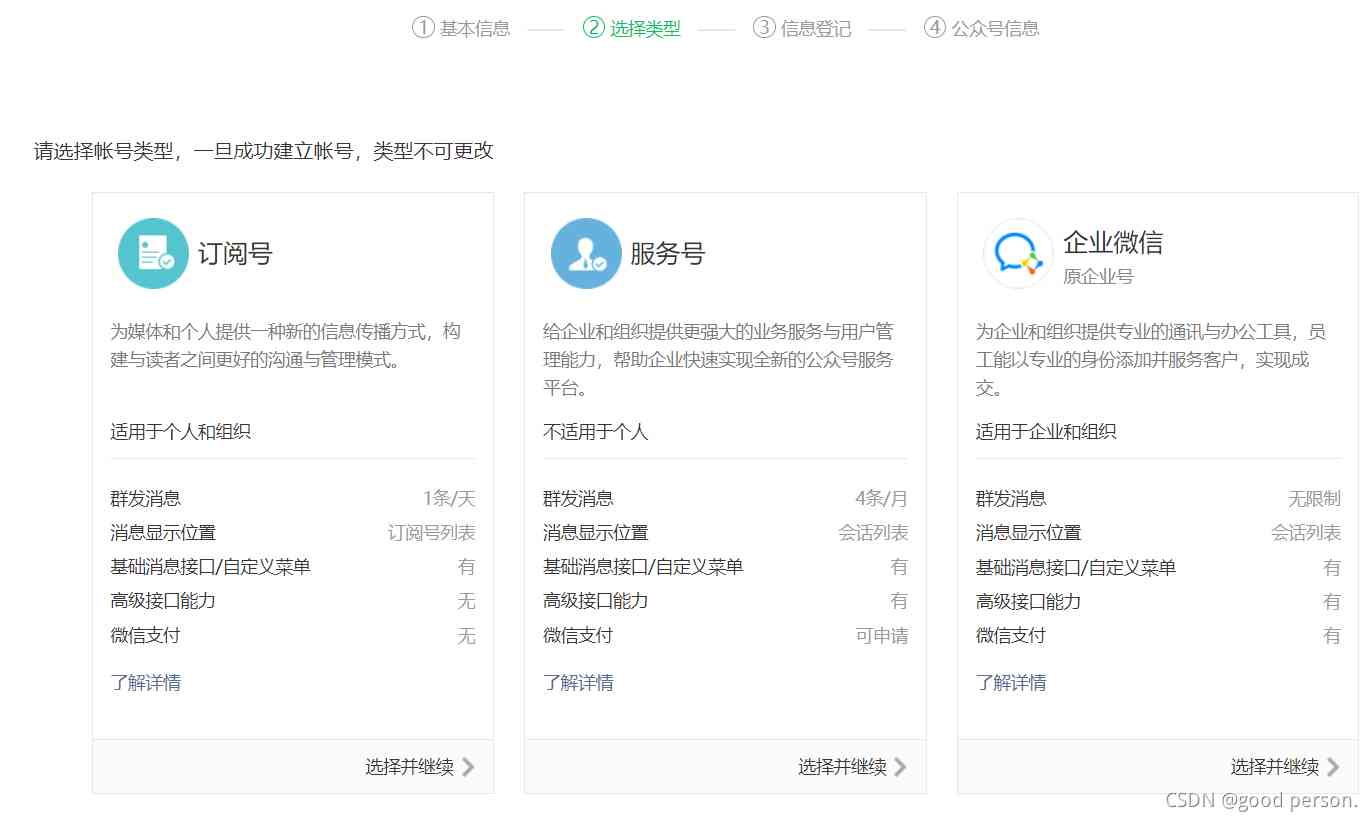 ① 基本信息 ② 选择类型 ③ 信息登记 ④ 公众号信息
请选择帐号类型，一旦成功建立帐号，类型不可更改
订阅号
为媒体和个人提供一种新的信息传播方式，构
建与读者之间更好的沟通与管理模式。
适用于个人和组织
群发消息 1条/天
消息显示位置 订阅号列表
基础消息接口/自定义菜单 有
高级接口能力 无
微信支付 无
了解详情
选择并继续
服务号
给企业和组织提供更强大的业务服务与用户管
理能力，帮助企业快速实现全新的公众号服务
平台。
不适用于个人
群发消息 4条/月
消息显示位置 会话列表
基础消息接口/自定义菜单 有
高级接口能力 有
微信支付 可申请
了解详情
选择并继续
企业微信
原企业号
为企业和组织提供专业的通讯与办公工具，员
工能以专业的身份添加并服务客户，实现成
交。
适用于企业和组织
群发消息 无限制
消息显示位置 会话列表
基础消息接口/自定义菜单 有
高级接口能力 有
微信支付 有
了解详情
选择并继续
CSDN @good person.